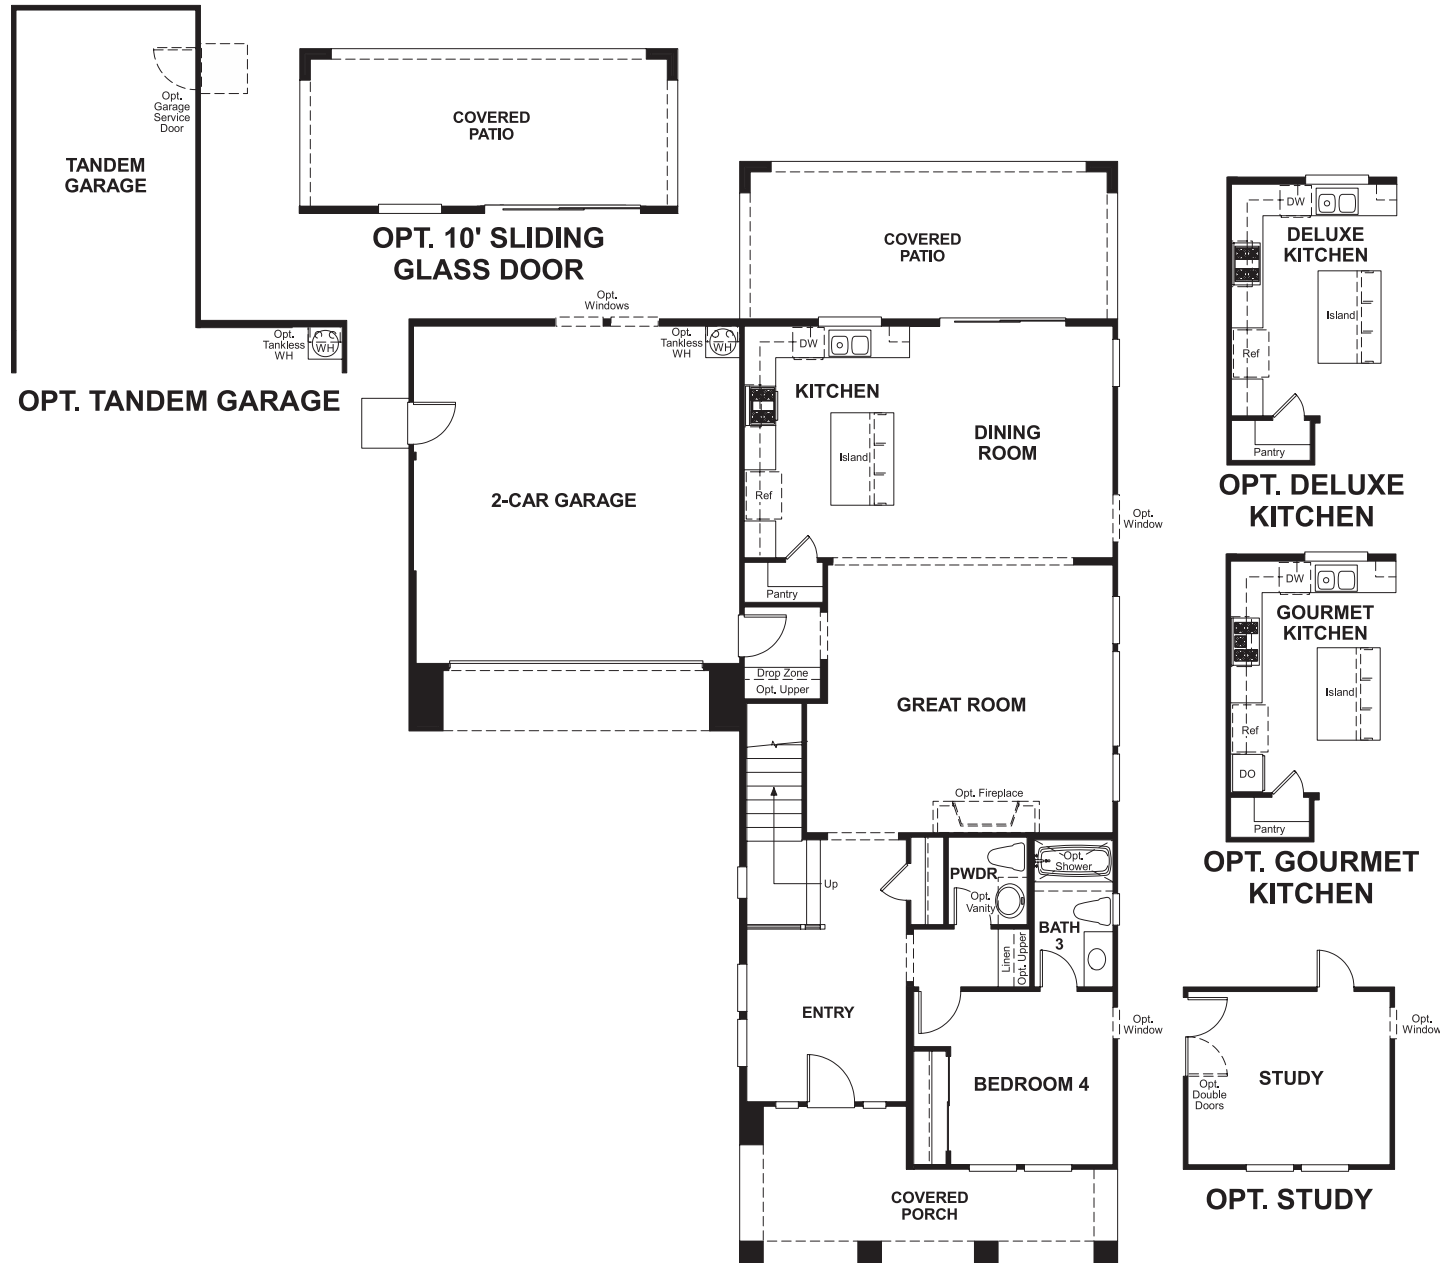 Opt.
Garage
Service
Door
TANDEM
GARAGE
Opt.
Tankless
WH
WH
OPT. TANDEM GARAGE
COVERED
PATIO
OPT. 10' SLIDING
GLASS DOOR
Opt.
Windows
Opt.
Tankless
WH
WH
2-CAR GARAGE
COVERED
PATIO
DW
KITCHEN
Island
Ref
DINING
ROOM
Opt.
Window
Pantry
Drop Zone
Opt. Upper
GREAT ROOM
Opt. Fireplace
Up
PWDR
Opt.
Vanity
Opt.
Shower
BATH
3
Linen
Opt. Upper
ENTRY
Opt.
Window
BEDROOM 4
COVERED
PORCH
DW
DELUXE
KITCHEN
Island
Ref
Pantry
OPT. DELUXE
KITCHEN
DW
GOURMET
KITCHEN
Island
Ref
DO
Pantry
OPT. GOURMET
KITCHEN
Opt.
Window
STUDY
Opt.
Double
Doors
OPT. STUDY